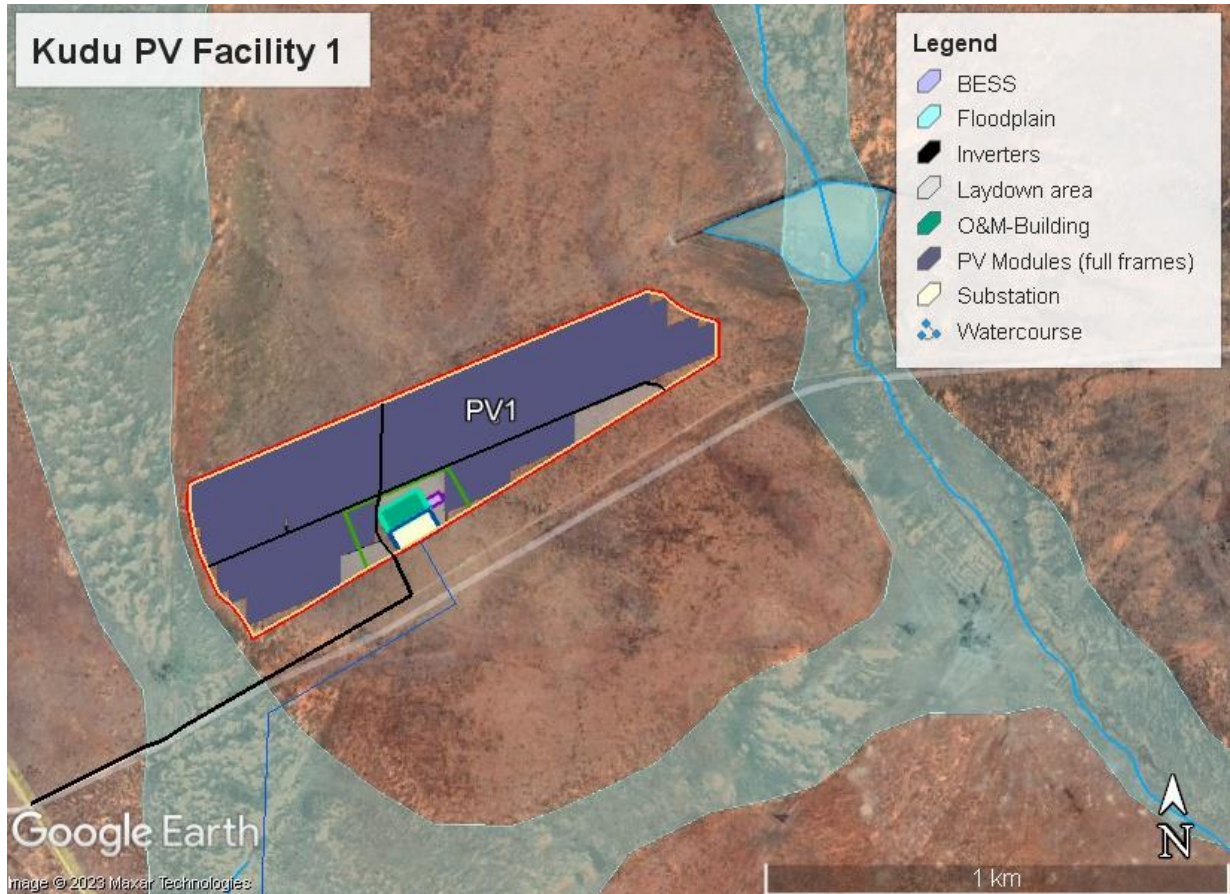 Kudu PV Facility 1
Legend
BESS
Floodplain
Inverters
Laydown area
O&M-Building
PV Modules (full frames)
Substation
Watercourse
PV1
N
Google Earth
mage © 2023 Maxar Technologies
1 km